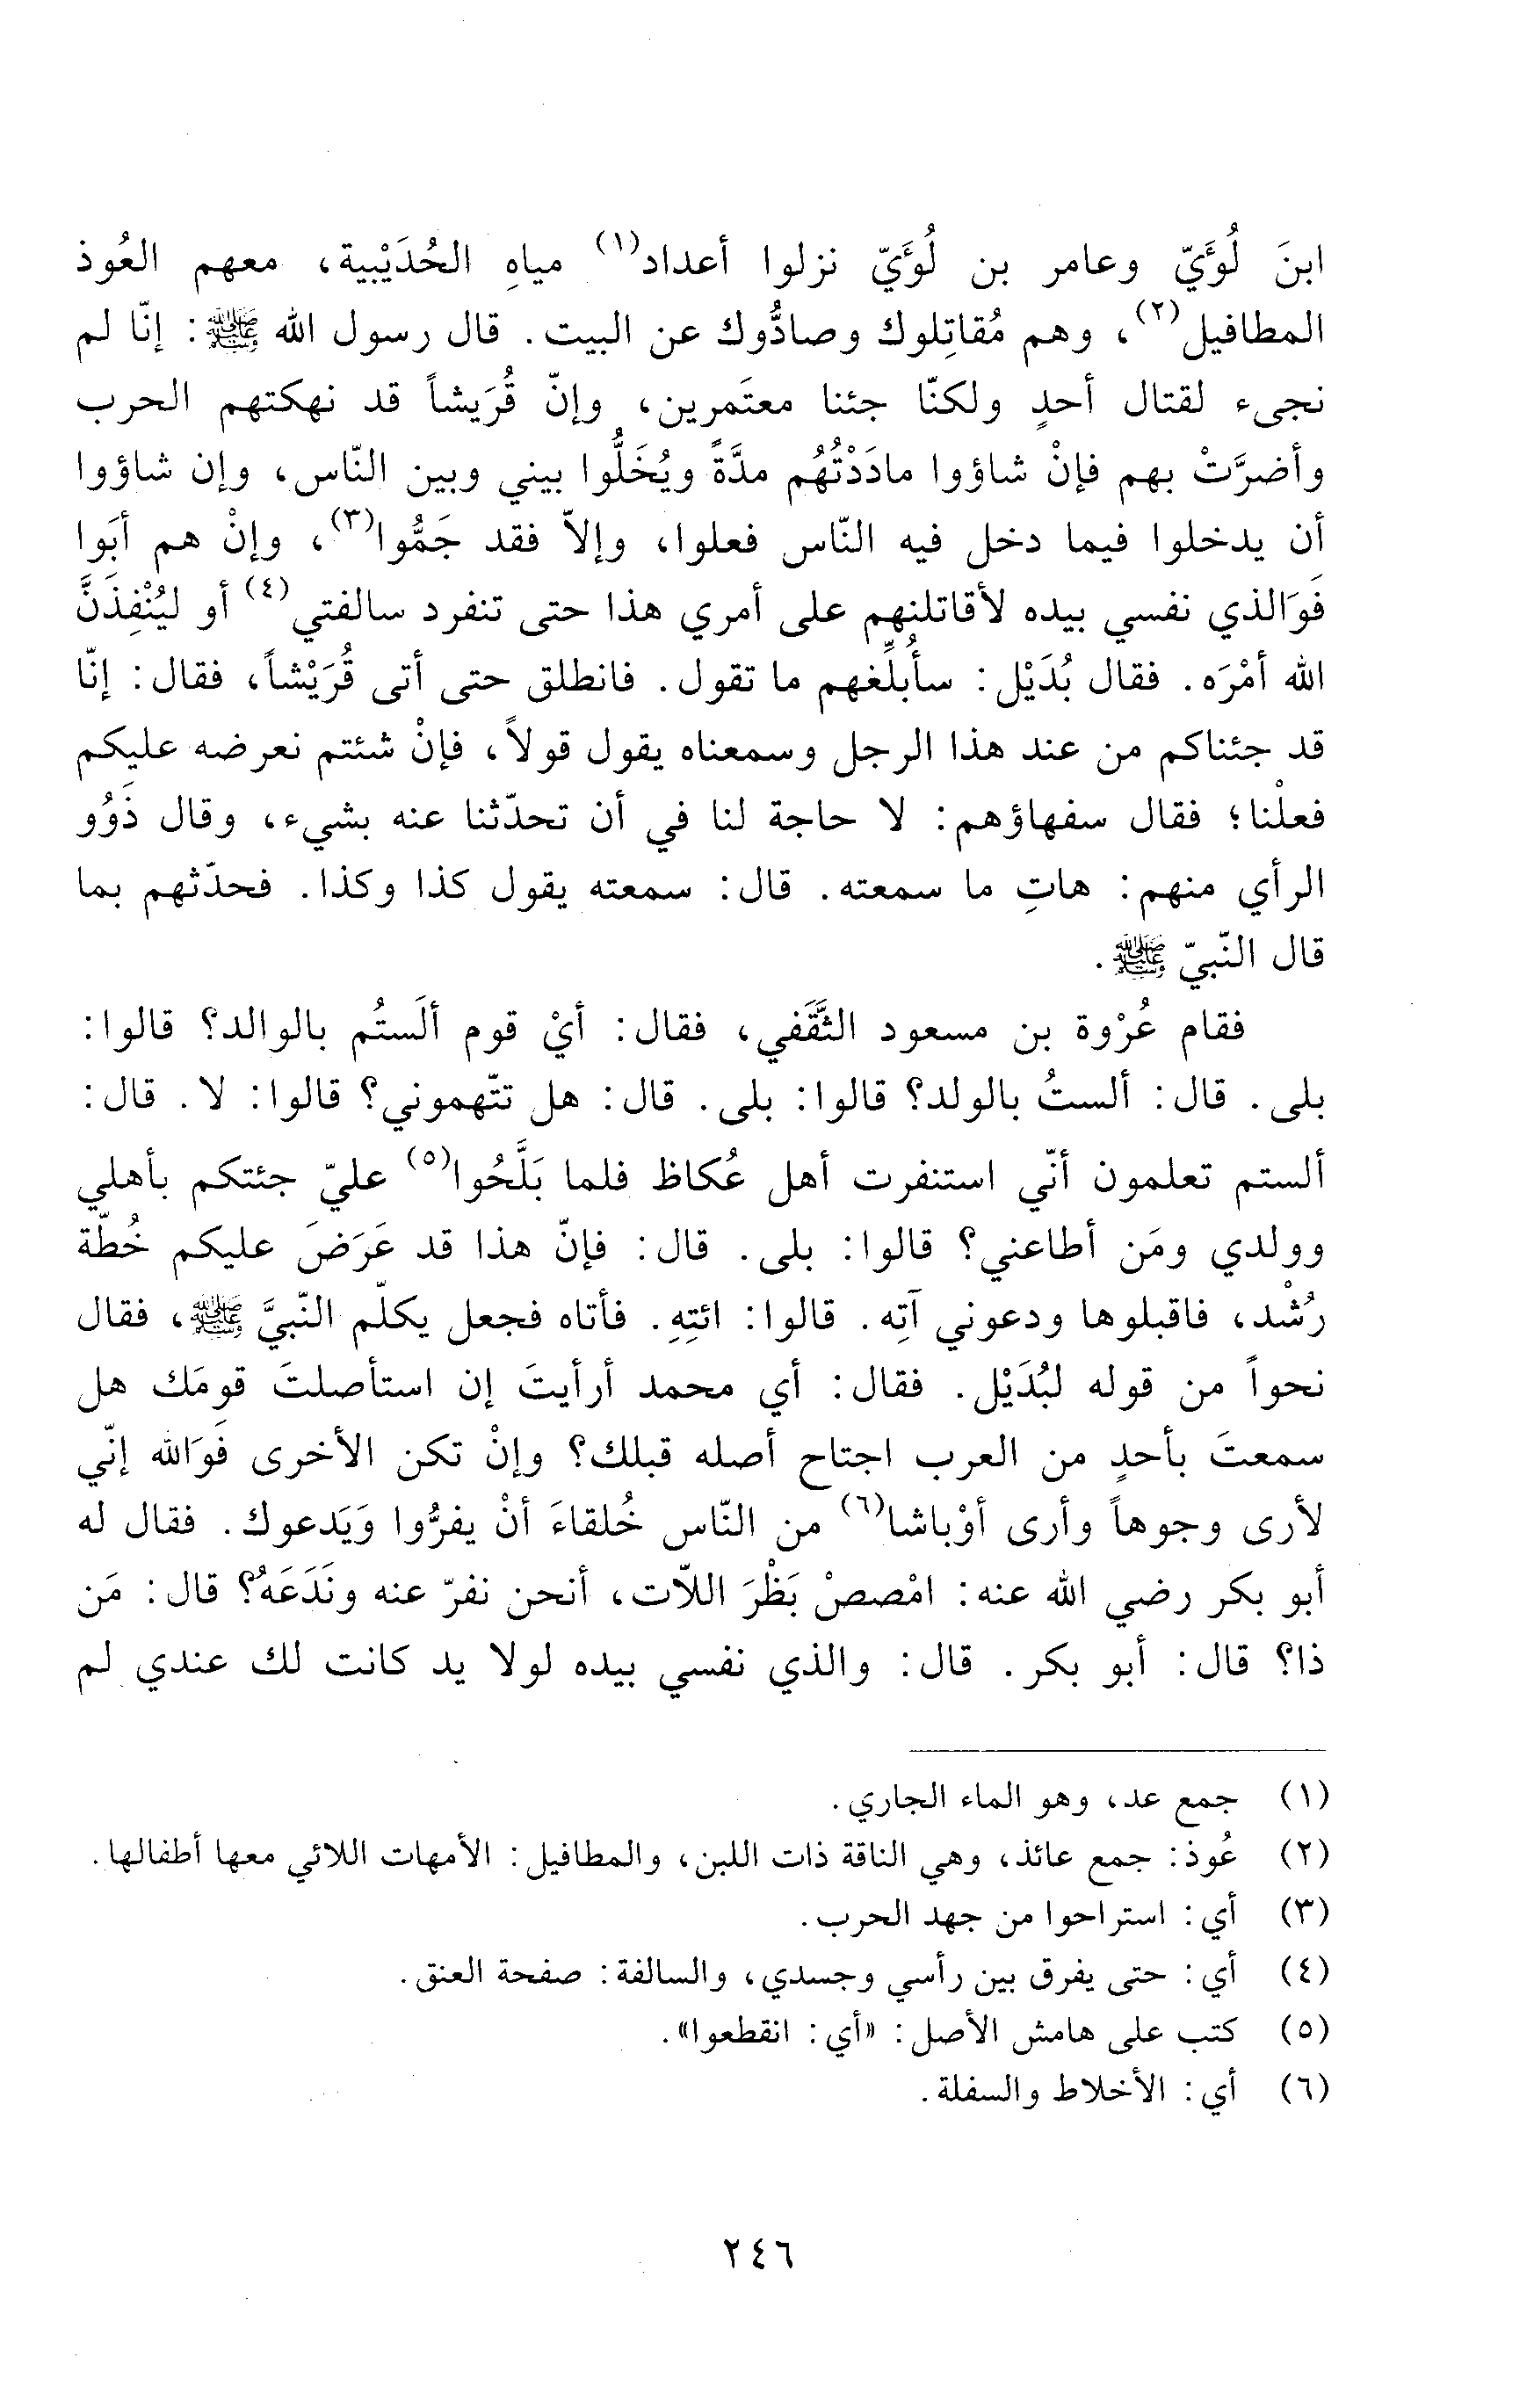 ابنَ لُؤَيّ وعامر بن لُؤَيّ نزلوا أعداد(١) مياهِ الحُدَيْبية، معهم العُوذ
المطافيل(٢)، وهم مُقاتِلوك وصادُّوك عن البيت. قال رسول الله ﷺ: إنّا لم
نجىء لقتال أحدٍ ولكنّا جئنا معتَمرين، وإنّ قُرَيشاً قد نهكتهم الحرب
وأضرَّتْ بهم فإنْ شاؤوا مادَدْتُهُم مدَّةً ويُخَلُّوا بيني وبين النّاس، وإن شاؤوا
أن يدخلوا فيما دخل فيه النّاس فعلوا، وإلاّ فقد جَمُّوا(٣)، وإنْ هم أبَوا
فَوَالذي نفسي بيده لأقاتلنهم على أمري هذا حتى تنفرد سالفتي(٤) أو ليُنْفِذَنَّ
الله أمْرَه. فقال بُدَيْل: سأُبلِّغهم ما تقول. فانطلق حتى أتى قُرَيْشاً، فقال: إنّا
قد جئناكم من عند هذا الرجل وسمعناه يقول قولاً، فإنْ شئتم نعرضه عليكم
فعلْنا؛ فقال سفهاؤهم: لا حاجة لنا في أن تحدّثنا عنه بشيء، وقال ذَوُو
الرأي منهم: هاتِ ما سمعته. قال: سمعته يقول كذا وكذا. فحدّثهم بما
قال النّبيّ ﷺ.
فقام عُرْوة بن مسعود الثَّقَفي، فقال: أيْ قوم ألَستُم بالوالد؟ قالوا:
بلى. قال: ألستُ بالولد؟ قالوا: بلى. قال: هل تتّهموني؟ قالوا: لا. قال:
ألستم تعلمون أنّي استنفرت أهل عُكاظ فلما بَلَّحُوا(٥) عليّ جئتكم بأهلي
وولدي ومَن أطاعني؟ قالوا: بلى. قال: فإنّ هذا قد عَرَضَ عليكم خُطّة
رُشْد، فاقبلوها ودعوني آتِه. قالوا: ائتِهِ. فأتاه فجعل يكلّم النّبيَّ ﷺ، فقال
نحواً من قوله لبُدَيْل. فقال: أي محمد أرأيتَ إن استأصلتَ قومَك هل
سمعتَ بأحدٍ من العرب اجتاح أصله قبلك؟ وإنْ تكن الأخرى فَوَالله إنّي
لأرى وجوهاً وأرى أوْباشا(٦) من النّاس خُلقاءَ أنْ يفرُّوا وَيَدعوك. فقال له
أبو بكر رضي الله عنه: امْصصْ بَظْرَ اللاّت، أنحن نفرّ عنه ونَدَعَهُ؟ قال: مَن
ذا؟ قال: أبو بكر. قال: والذي نفسي بيده لولا يد كانت لك عندي لم
(١) جمع عد، وهو الماء الجاري.
(٢) عُوذ: جمع عائذ، وهي الناقة ذات اللبن، والمطافيل: الأمهات اللائي معها أطفالها.
(٣) أي: استراحوا من جهد الحرب.
(٤) أي: حتى يفرق بين رأسي وجسدي، والسالفة: صفحة العنق.
(٥) كتب على هامش الأصل: «أي: انقطعوا».
(٦) أي: الأخلاط والسفلة.
٢٤٦